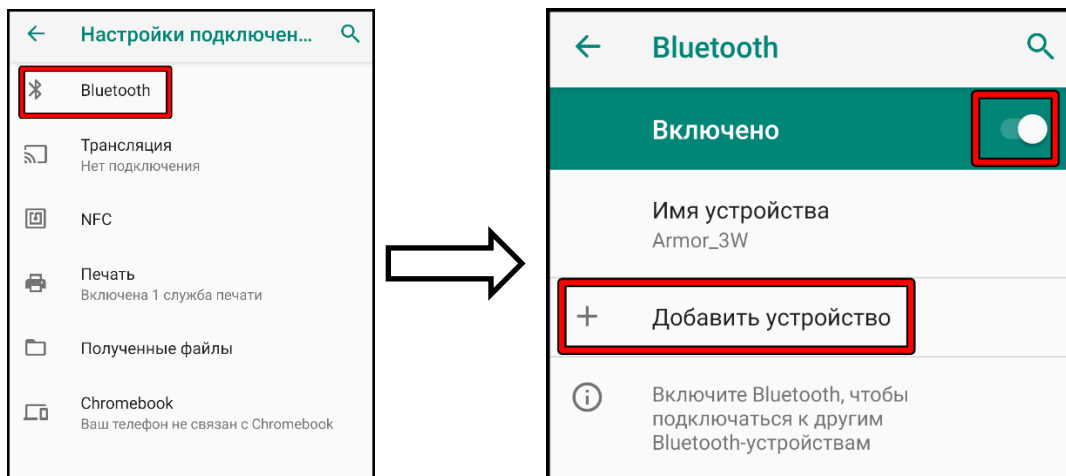 Настройки подключен...
Bluetooth
Трансляция
Нет подключения
NFC
Печать
Включена 1 служба печати
Полученные файлы
Chromebook
Ваш телефон не связан с Chromebook
Bluetooth
Включено
Имя устройства
Armor_3W
Добавить устройство
Включите Bluetooth, чтобы
подключаться к другим
Bluetooth-устройствам